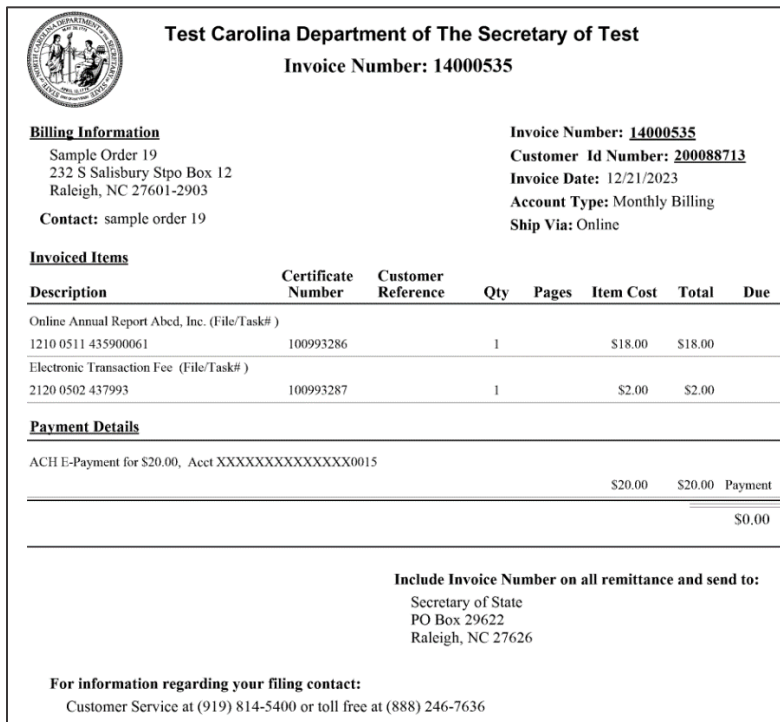 Test Carolina Department of The Secretary of Test
Invoice Number: 14000535
Billing Information
Sample Order 19
232 S Salisbury Stpo Box 12
Raleigh, NC 27601-2903
Contact: sample order 19
Invoice Number: 14000535
Customer Id Number: 200088713
Invoice Date: 12/21/2023
Account Type: Monthly Billing
Ship Via: Online
Invoiced Items
Description Certificate Number Customer Reference Qty Pages Item Cost Total Due
Online Annual Report Abcd, Inc. (File/Task# )
1210 0511 435900061 100993286 1 $18.00 $18.00
Electronic Transaction Fee (File/Task# )
2120 0502 437993 100993287 1 $2.00 $2.00
Payment Details
ACH E-Payment for $20.00, Acct XXXXXXXXXXXXXX0015
$20.00 $20.00 Payment
$0.00
Include Invoice Number on all remittance and send to:
Secretary of State
PO Box 29622
Raleigh, NC 27626
For information regarding your filing contact:
Customer Service at (919) 814-5400 or toll free at (888) 246-7636